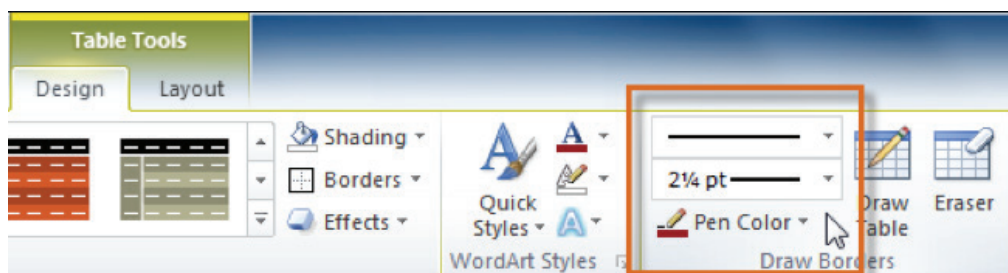 Table Tools
Design Layout
Shading
Borders
Effects
Quick
Styles
2¼ pt
Pen Color
Draw
Table
Eraser
WordArt Styles
Draw Borders